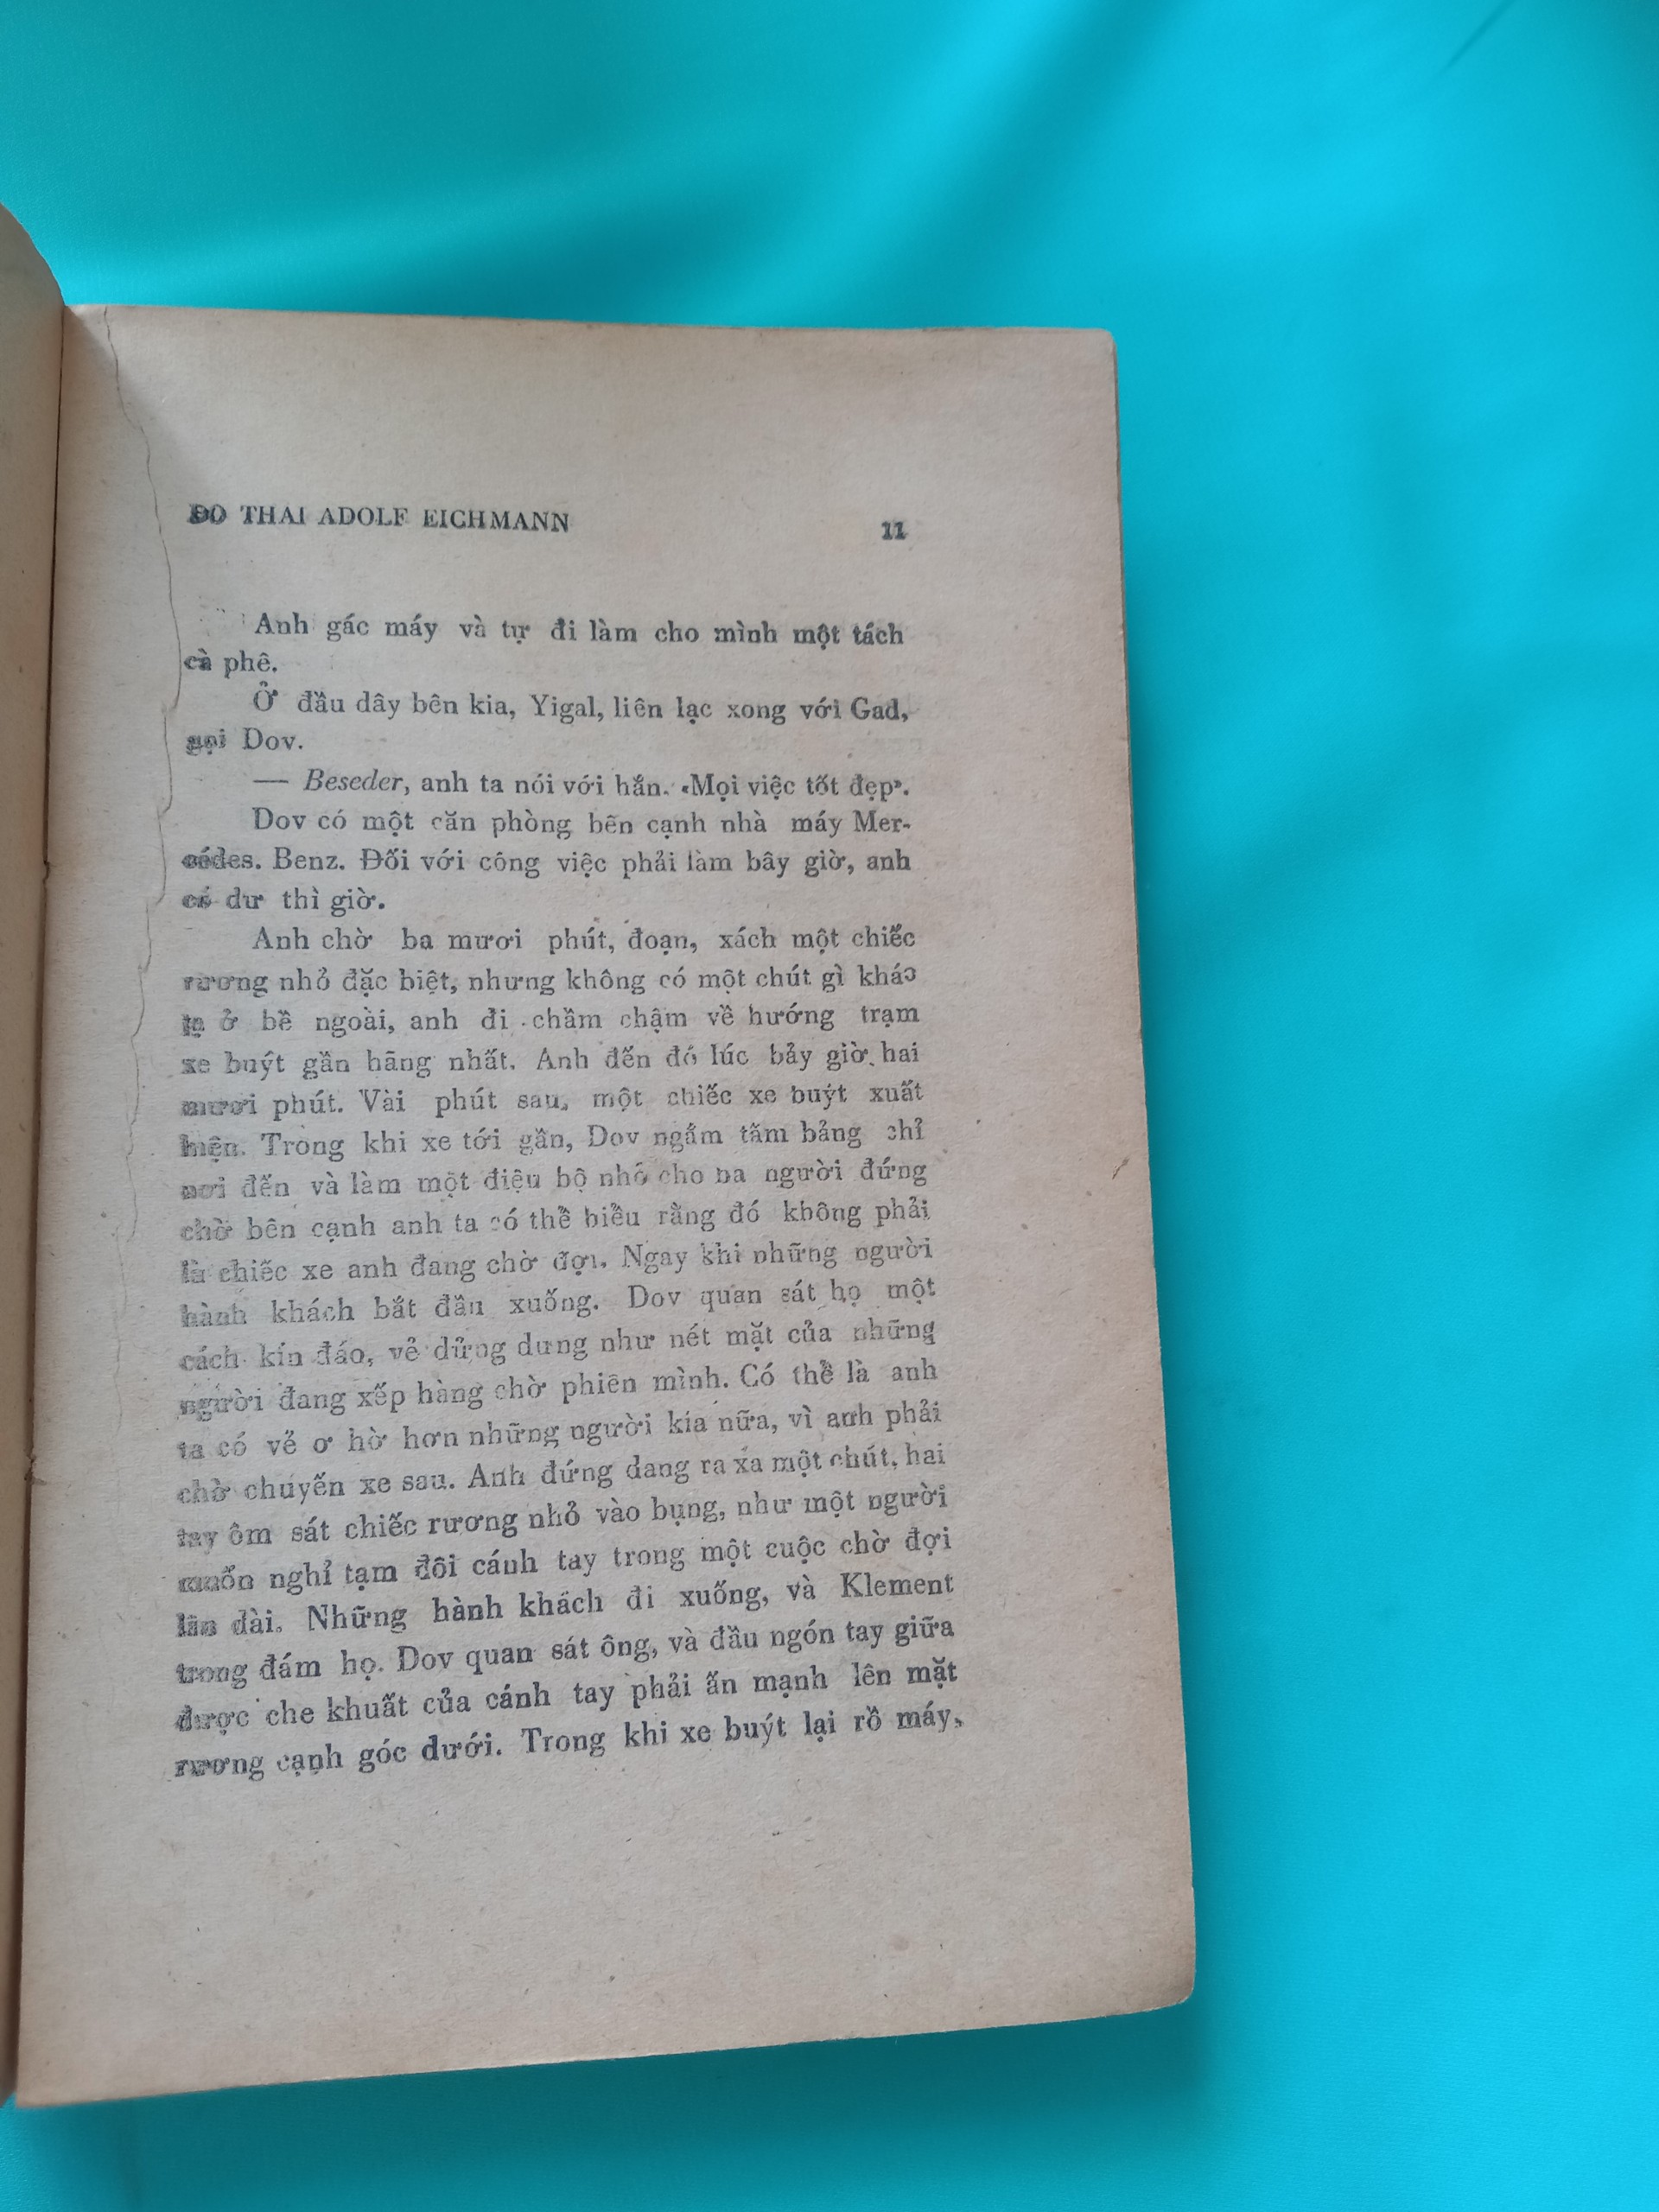 ĐO THAI ADOLF EICHMANN 11
Anh gác máy và tự đi làm cho mình một tách
cà phê.
Ở đầu dây bên kia, Yigal, liên lạc xong với Gad,
gọi Dov.
— Beseder, anh ta nói với hắn. «Mọi việc tốt đẹp».
Dov có một căn phòng bên cạnh nhà máy Mer-
cédes. Benz. Đối với công việc phải làm bây giờ, anh
có dư thì giờ.
Anh chờ ba mươi phút, đoạn, xách một chiếc
rương nhỏ đặc biệt, nhưng không có một chút gì khác
lạ ở bề ngoài, anh đi chầm chậm về hướng trạm
xe buýt gần hãng nhất. Anh đến đó lúc bảy giờ hai
mươi phút. Vài phút sau, một chiếc xe buýt xuất
hiện. Trong khi xe tới gần, Dov ngắm tấm bảng chỉ
nơi đến và làm một điệu bộ nhỏ cho ba người đứng
chờ bên cạnh anh ta có thể hiểu rằng đó không phải
là chiếc xe anh đang chờ đợi. Ngay khi những người
hành khách bắt đầu xuống. Dov quan sát họ một
cách kín đáo, vẻ dửng dưng như nét mặt của những
người đang xếp hàng chờ phiên mình. Có thể là anh
ta có vẻ ơ hờ hơn những người kia nữa, vì anh phải
chờ chuyến xe sau. Anh đứng dang ra xa một chút, hai
tay ôm sát chiếc rương nhỏ vào bụng, như một người
muốn nghỉ tạm đôi cánh tay trong một cuộc chờ đợi
lâu dài. Những hành khách đi xuống, và Klement
trong đám họ. Dov quan sát ông, và đầu ngón tay giữa
được che khuất của cánh tay phải ấn mạnh lên mặt
rương cạnh góc dưới. Trong khi xe buýt lại rồ máy,